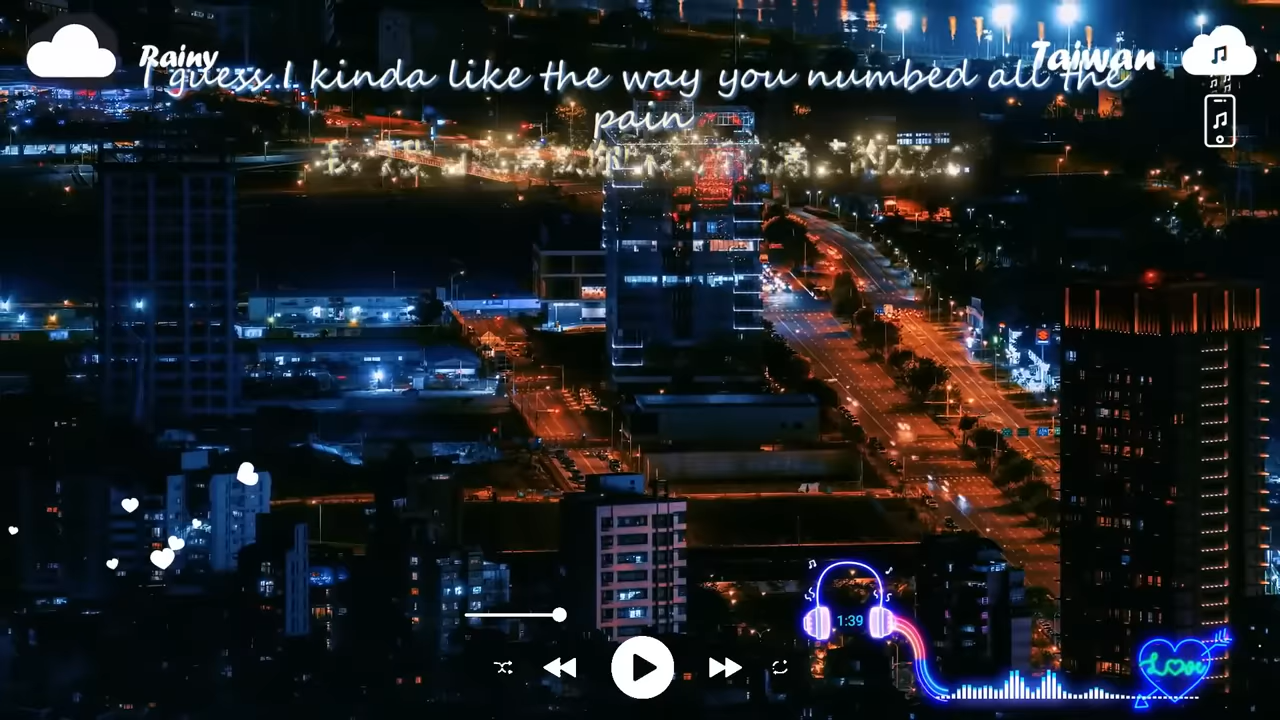 Rainy
Taiwan
I guess I kinda like the way you numbed all the
pain
1:39
Love